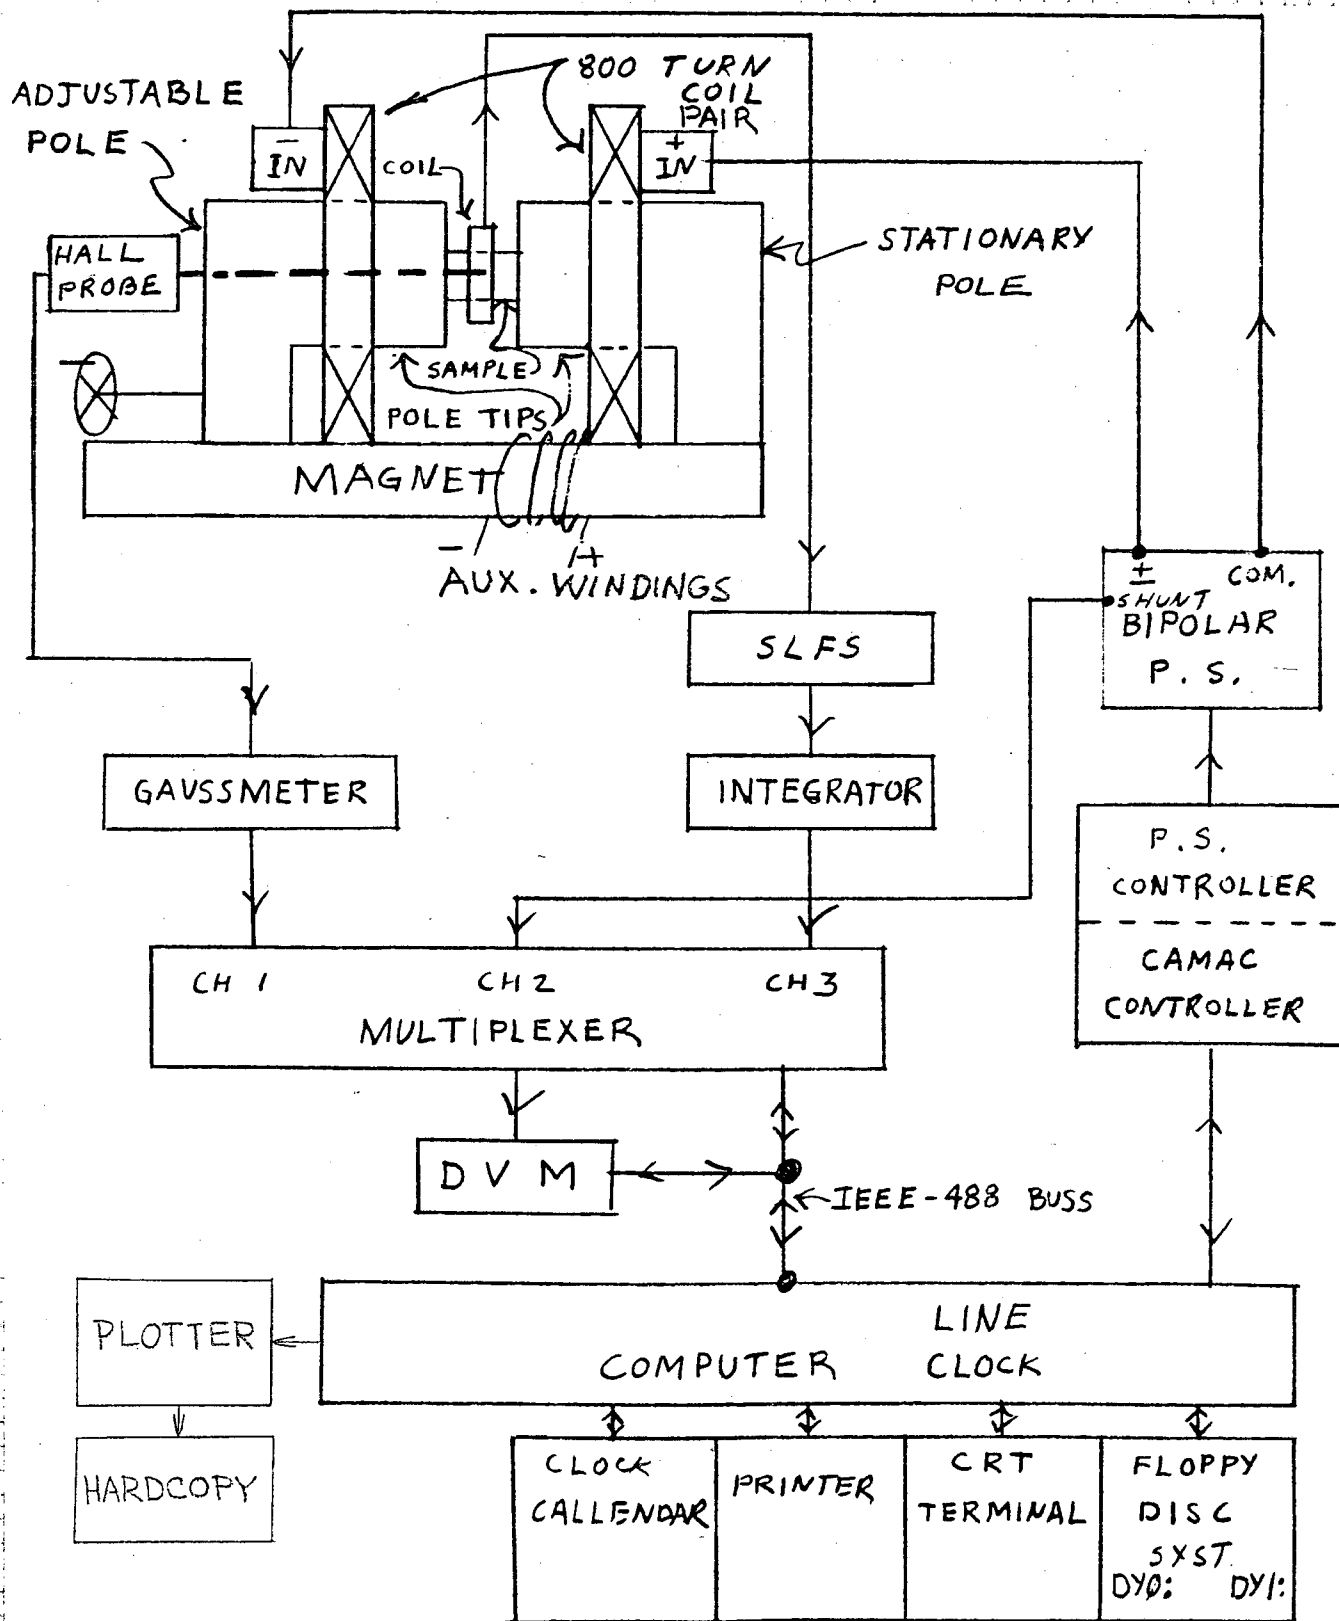 800 TURN
COIL
PAIR
ADJUSTABLE
POLE
−
IN
COIL
+
IN
HALL
PROBE
STATIONARY
POLE
SAMPLE
POLE TIPS
MAGNET
− +
AUX. WINDINGS
± COM.
SHUNT
BIPOLAR
P. S.
SLFS
GAUSSMETER
INTEGRATOR
P.S.
CONTROLLER
CAMAC
CONTROLLER
CH 1 CH 2 CH 3
MULTIPLEXER
DVM
IEEE-488 BUSS
PLOTTER
LINE
COMPUTER CLOCK
HARDCOPY
CLOCK
CALLENDAR
PRINTER
CRT
TERMINAL
FLOPPY
DISC
SYST
DY0: DY1: